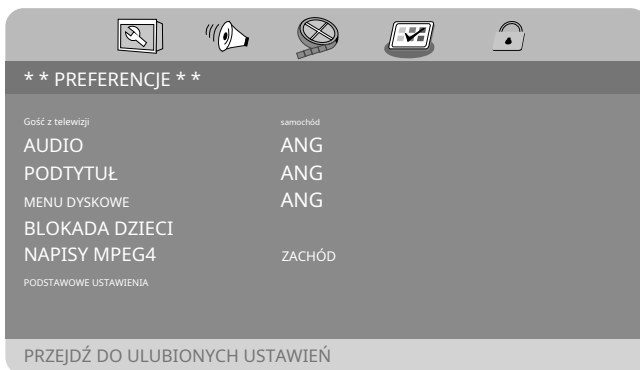 * * PREFERENCJE * *
Gość z telewizji samochód
AUDIO ANG
PODTYTUŁ ANG
MENU DYSKOWE ANG
BLOKADA DZIECI
NAPISY MPEG4 ZACHÓD
PODSTAWOWE USTAWIENIA
PRZEJDŹ DO ULUBIONYCH USTAWIEŃ